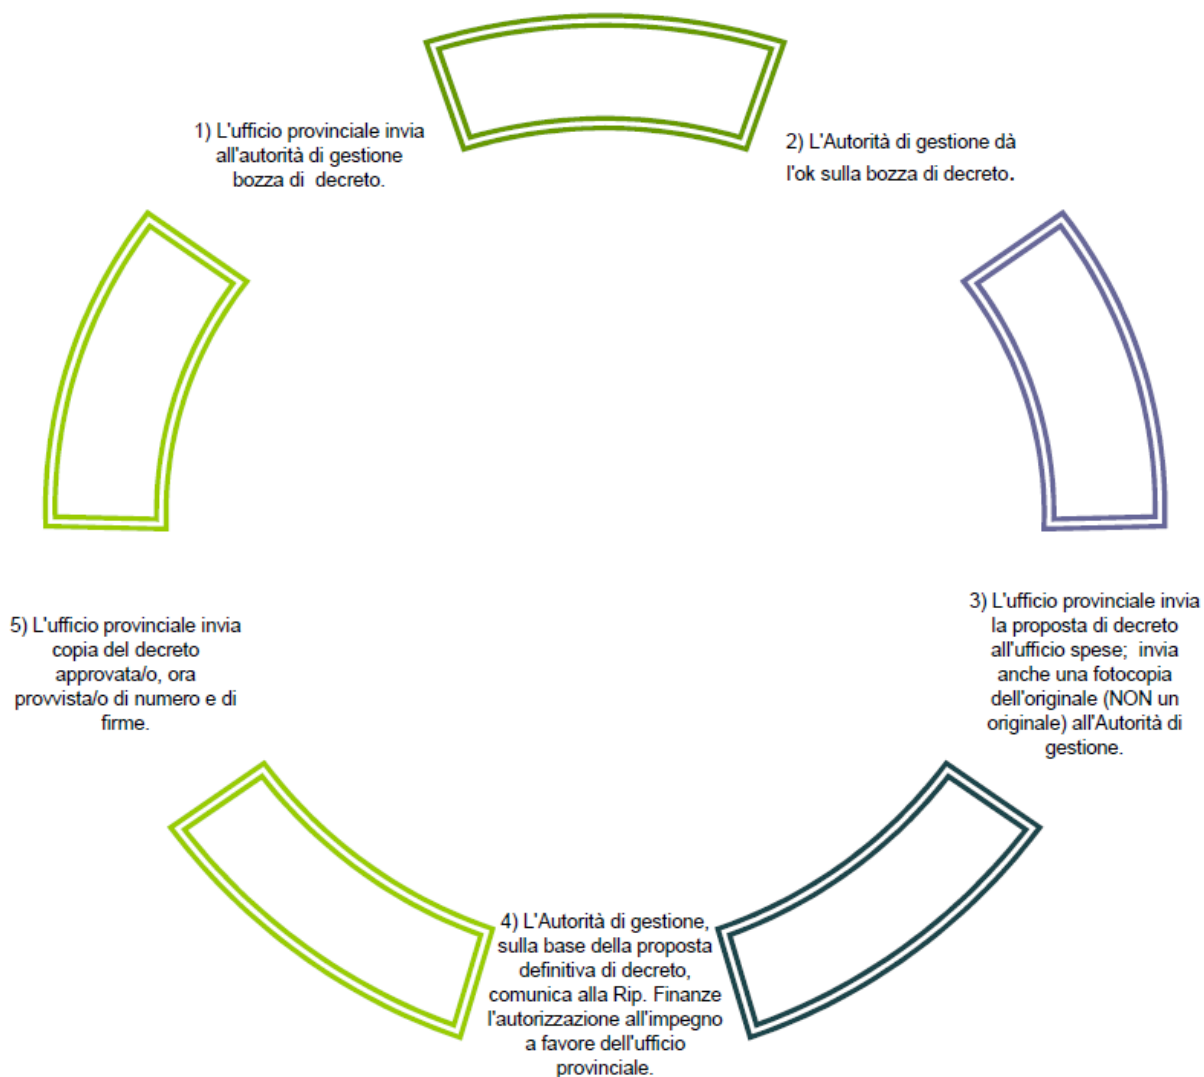 1) L'ufficio provinciale invia
all'autorità di gestione
bozza di decreto.
2) L'Autorità di gestione dà
l'ok sulla bozza di decreto.
3) L'ufficio provinciale invia
la proposta di decreto
all'ufficio spese; invia
anche una fotocopia
dell'originale (NON un
originale) all'Autorità di
gestione.
4) L'Autorità di gestione,
sulla base della proposta
definitiva di decreto,
comunica alla Rip. Finanze
l'autorizzazione all'impegno
a favore dell'ufficio
provinciale.
5) L'ufficio provinciale invia
copia del decreto
approvata/o, ora
provvista/o di numero e di
firme.